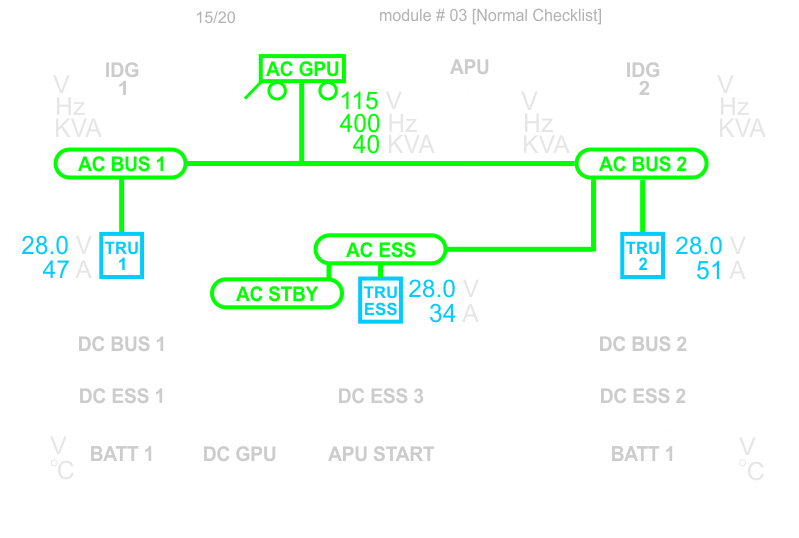 15/20 module # 03 [Normal Checklist]
IDG 1
AC GPU
APU
IDG 2
V
Hz
KVA
115 V
400 Hz
40 KVA
V
Hz
KVA
V
Hz
KVA
AC BUS 1
AC BUS 2
28.0 V
47 A
TRU 1
AC ESS
TRU 2
28.0 V
51 A
AC STBY
TRU ESS
28.0 V
34 A
DC BUS 1
DC BUS 2
DC ESS 1
DC ESS 3
DC ESS 2
V
°C
BATT 1
DC GPU
APU START
BATT 1
V
°C